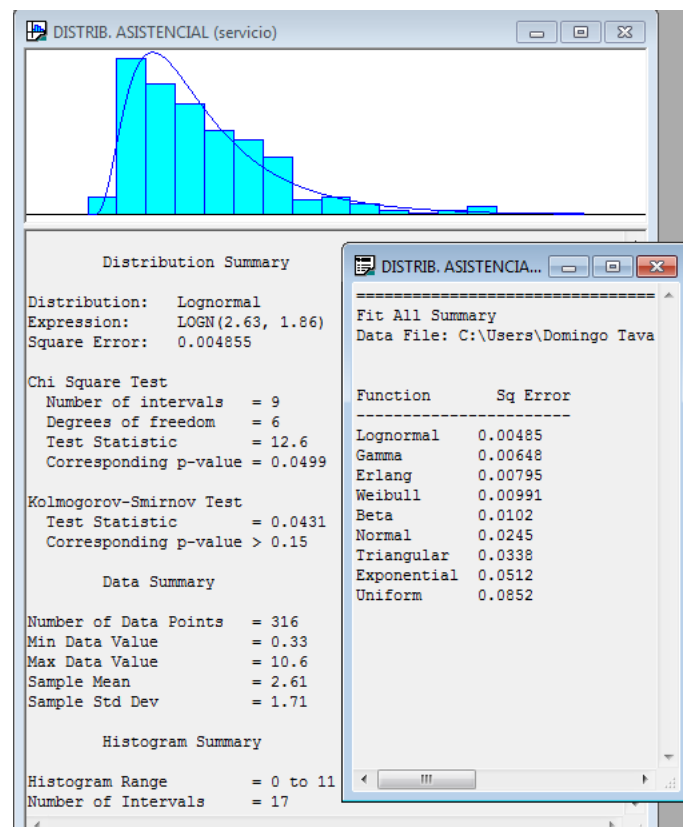 DISTRIB. ASISTENCIAL (servicio)
Distribution Summary
Distribution: Lognormal
Expression: LOGN(2.63, 1.86)
Square Error: 0.004855
Chi Square Test
Number of intervals = 9
Degrees of freedom = 6
Test Statistic = 12.6
Corresponding p-value = 0.0499
Kolmogorov-Smirnov Test
Test Statistic = 0.0431
Corresponding p-value > 0.15
Data Summary
Number of Data Points = 316
Min Data Value = 0.33
Max Data Value = 10.6
Sample Mean = 2.61
Sample Std Dev = 1.71
Histogram Summary
Histogram Range = 0 to 11
Number of Intervals = 17
DISTRIB. ASISTENCIA...
==================================
Fit All Summary
Data File: C:\Users\Domingo Tava
Function Sq Error
-----------------------
Lognormal 0.00485
Gamma 0.00648
Erlang 0.00795
Weibull 0.00991
Beta 0.0102
Normal 0.0245
Triangular 0.0338
Exponential 0.0512
Uniform 0.0852